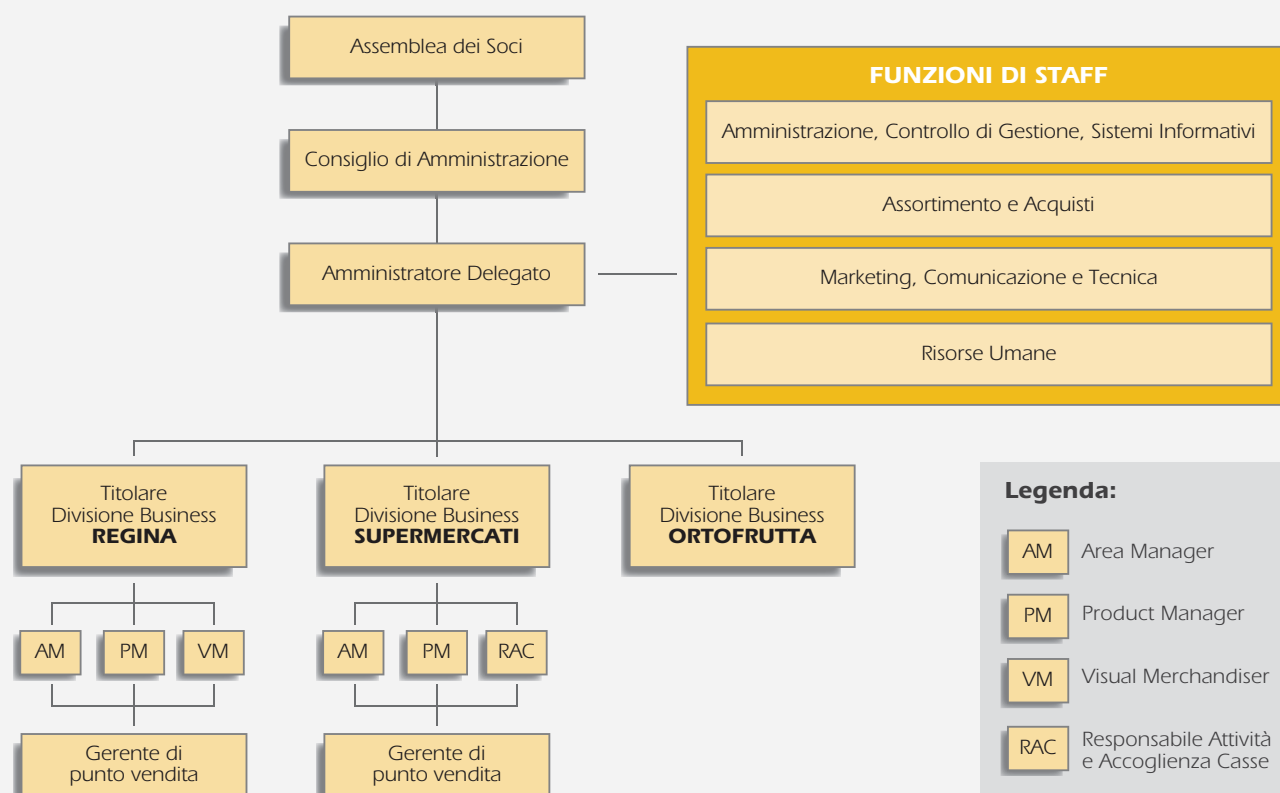 Assemblea dei Soci
Consiglio di Amministrazione
Amministratore Delegato
FUNZIONI DI STAFF
Amministrazione, Controllo di Gestione, Sistemi Informativi
Assortimento e Acquisti
Marketing, Comunicazione e Tecnica
Risorse Umane
Titolare
Divisione Business
REGINA
Titolare
Divisione Business
SUPERMERCATI
Titolare
Divisione Business
ORTOFRUTTA
AM
PM
VM
AM
PM
RAC
Gerente di
punto vendita
Gerente di
punto vendita
Legenda:
AM Area Manager
PM Product Manager
VM Visual Merchandiser
RAC Responsabile Attività
e Accoglienza Casse